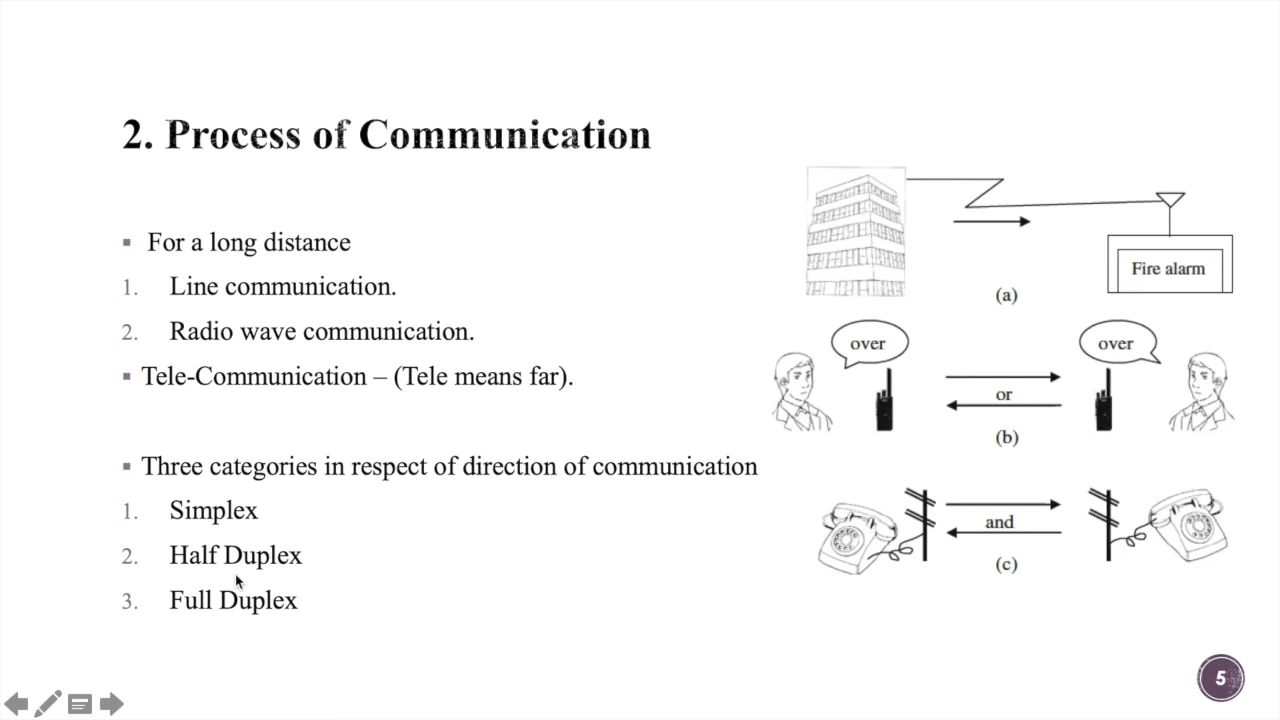 2. Process of Communication
▪ For a long distance
1. Line communication.
2. Radio wave communication.
▪ Tele-Communication – (Tele means far).
▪ Three categories in respect of direction of communication
1. Simplex
2. Half Duplex
3. Full Duplex
Fire alarm
(a)
over
over
or
(b)
and
(c)
5